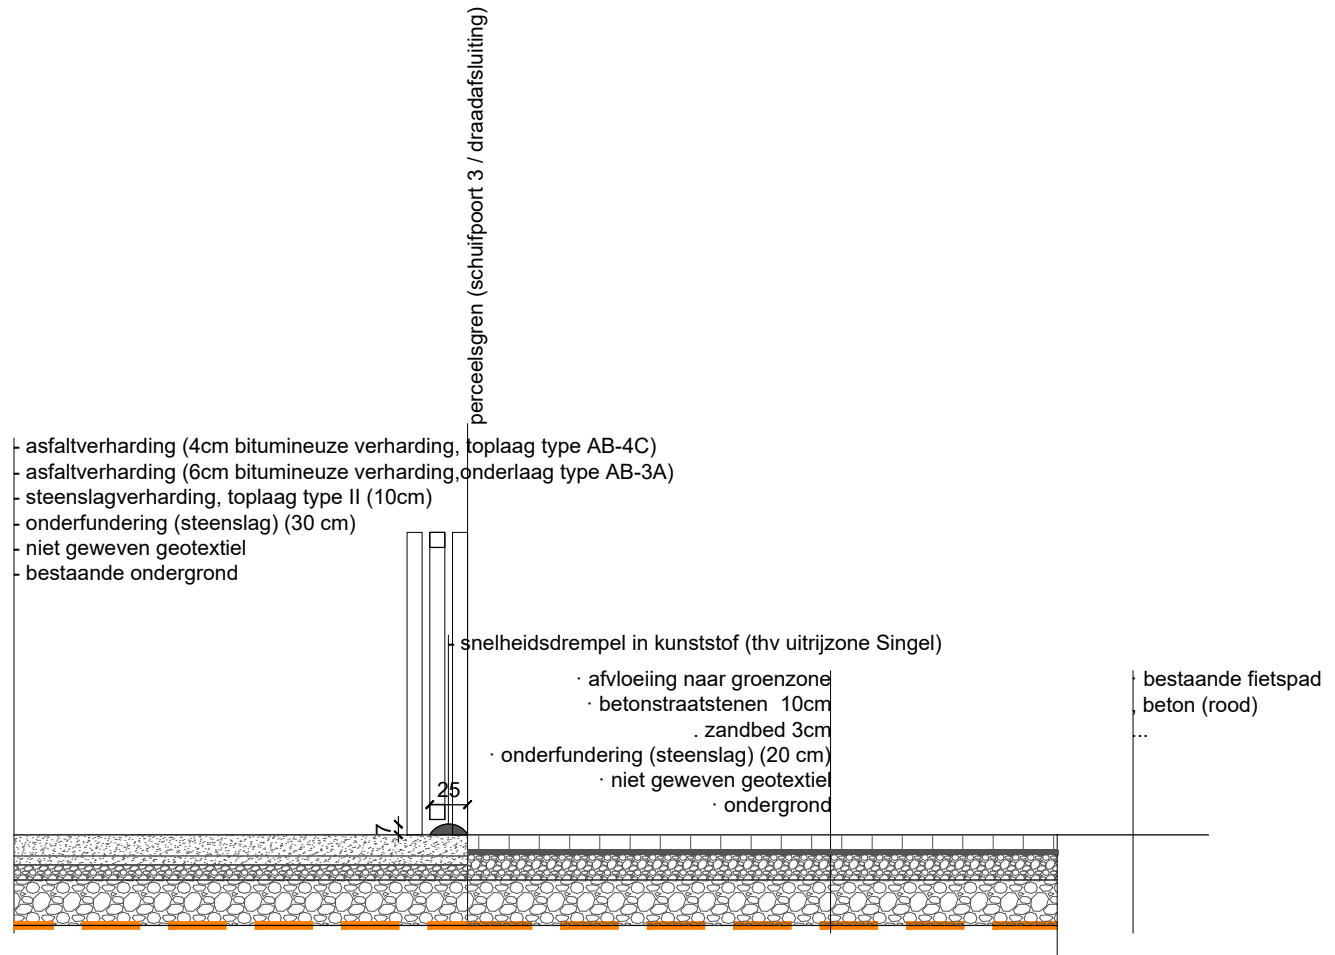 perceelsgren (schuifpoort 3 / draadafsluiting)
- asfaltverharding (4cm bitumineuze verharding, toplaag type AB-4C)
- asfaltverharding (6cm bitumineuze verharding,onderlaag type AB-3A)
- steenslagverharding, toplaag type II (10cm)
- onderfundering (steenslag) (30 cm)
- niet geweven geotextiel
- bestaande ondergrond
- snelheidsdrempel in kunststof (thv uitrijzone Singel)
· afvloeiing naar groenzone
· betonstraatstenen 10cm
. zandbed 3cm
· onderfundering (steenslag) (20 cm)
· niet geweven geotextiel
· ondergrond
· bestaande fietspad
, beton (rood)
...
25
7